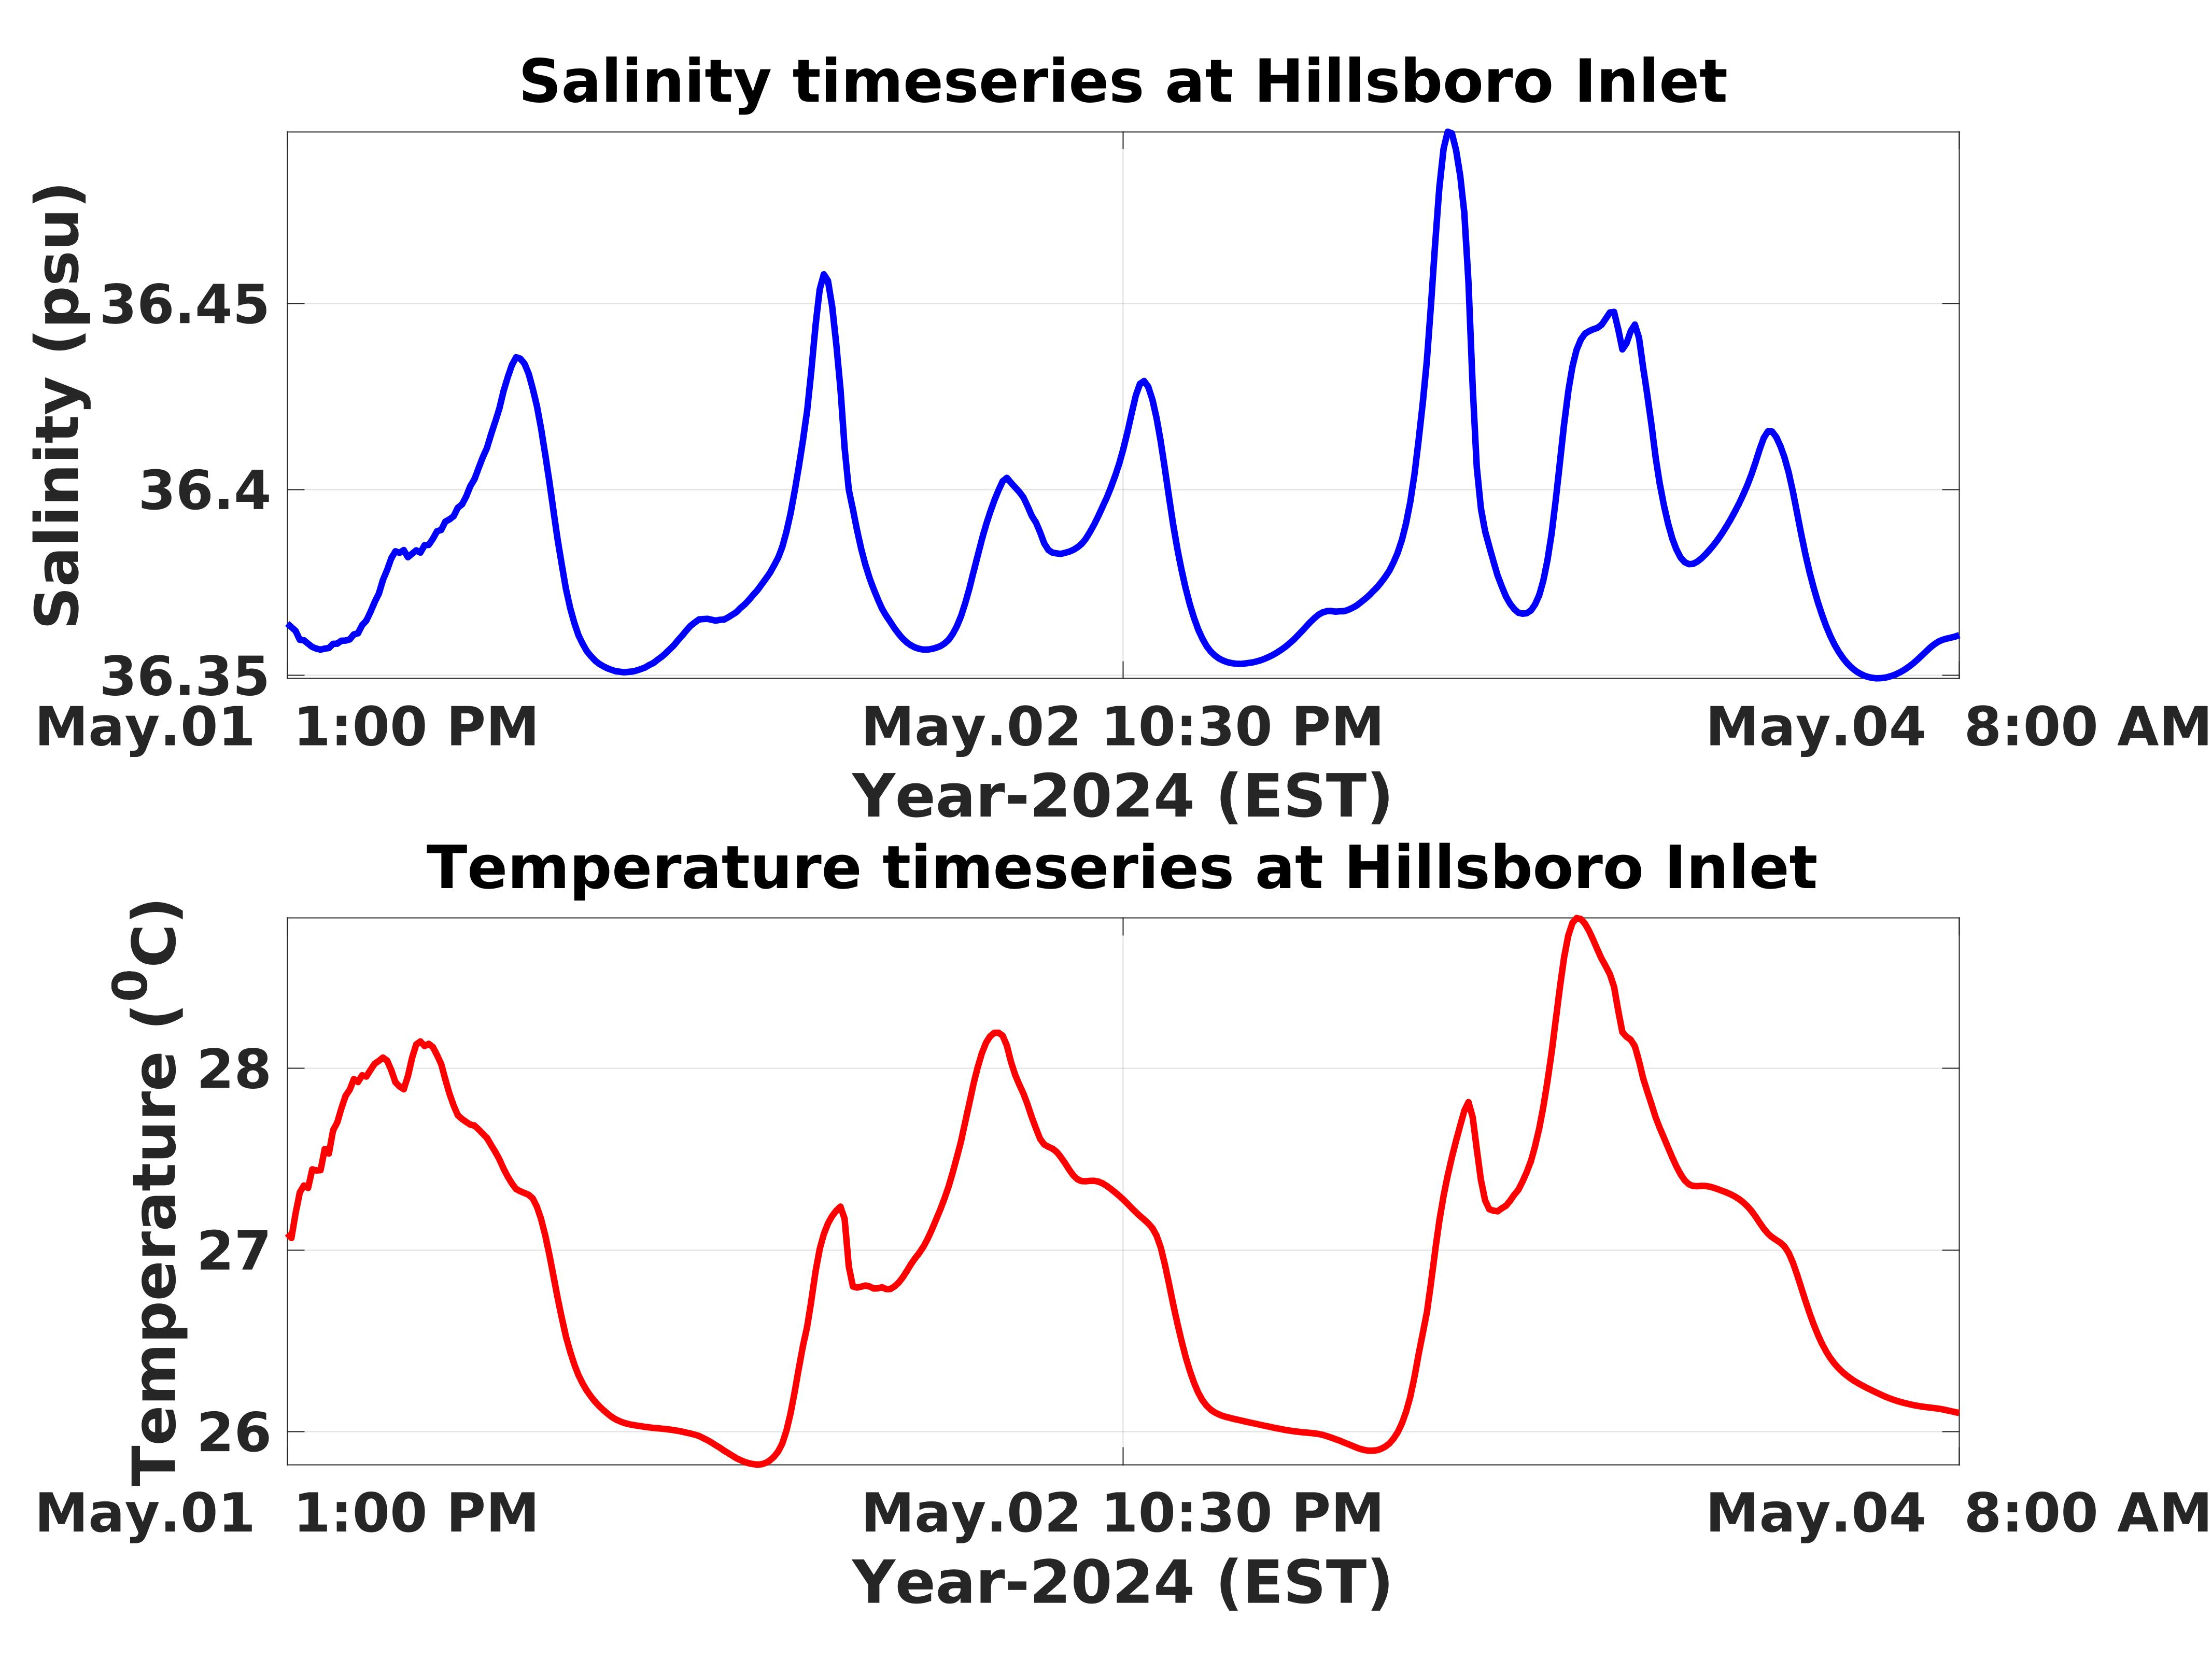 Salinity timeseries at Hillsboro Inlet
Salinity (psu)
36.45
36.4
36.35
May.01  1:00 PM
May.02 10:30 PM
May.04  8:00 AM
Year-2024 (EST)
Temperature timeseries at Hillsboro Inlet
Temperature (⁰C)
28
27
26
May.01  1:00 PM
May.02 10:30 PM
May.04  8:00 AM
Year-2024 (EST)